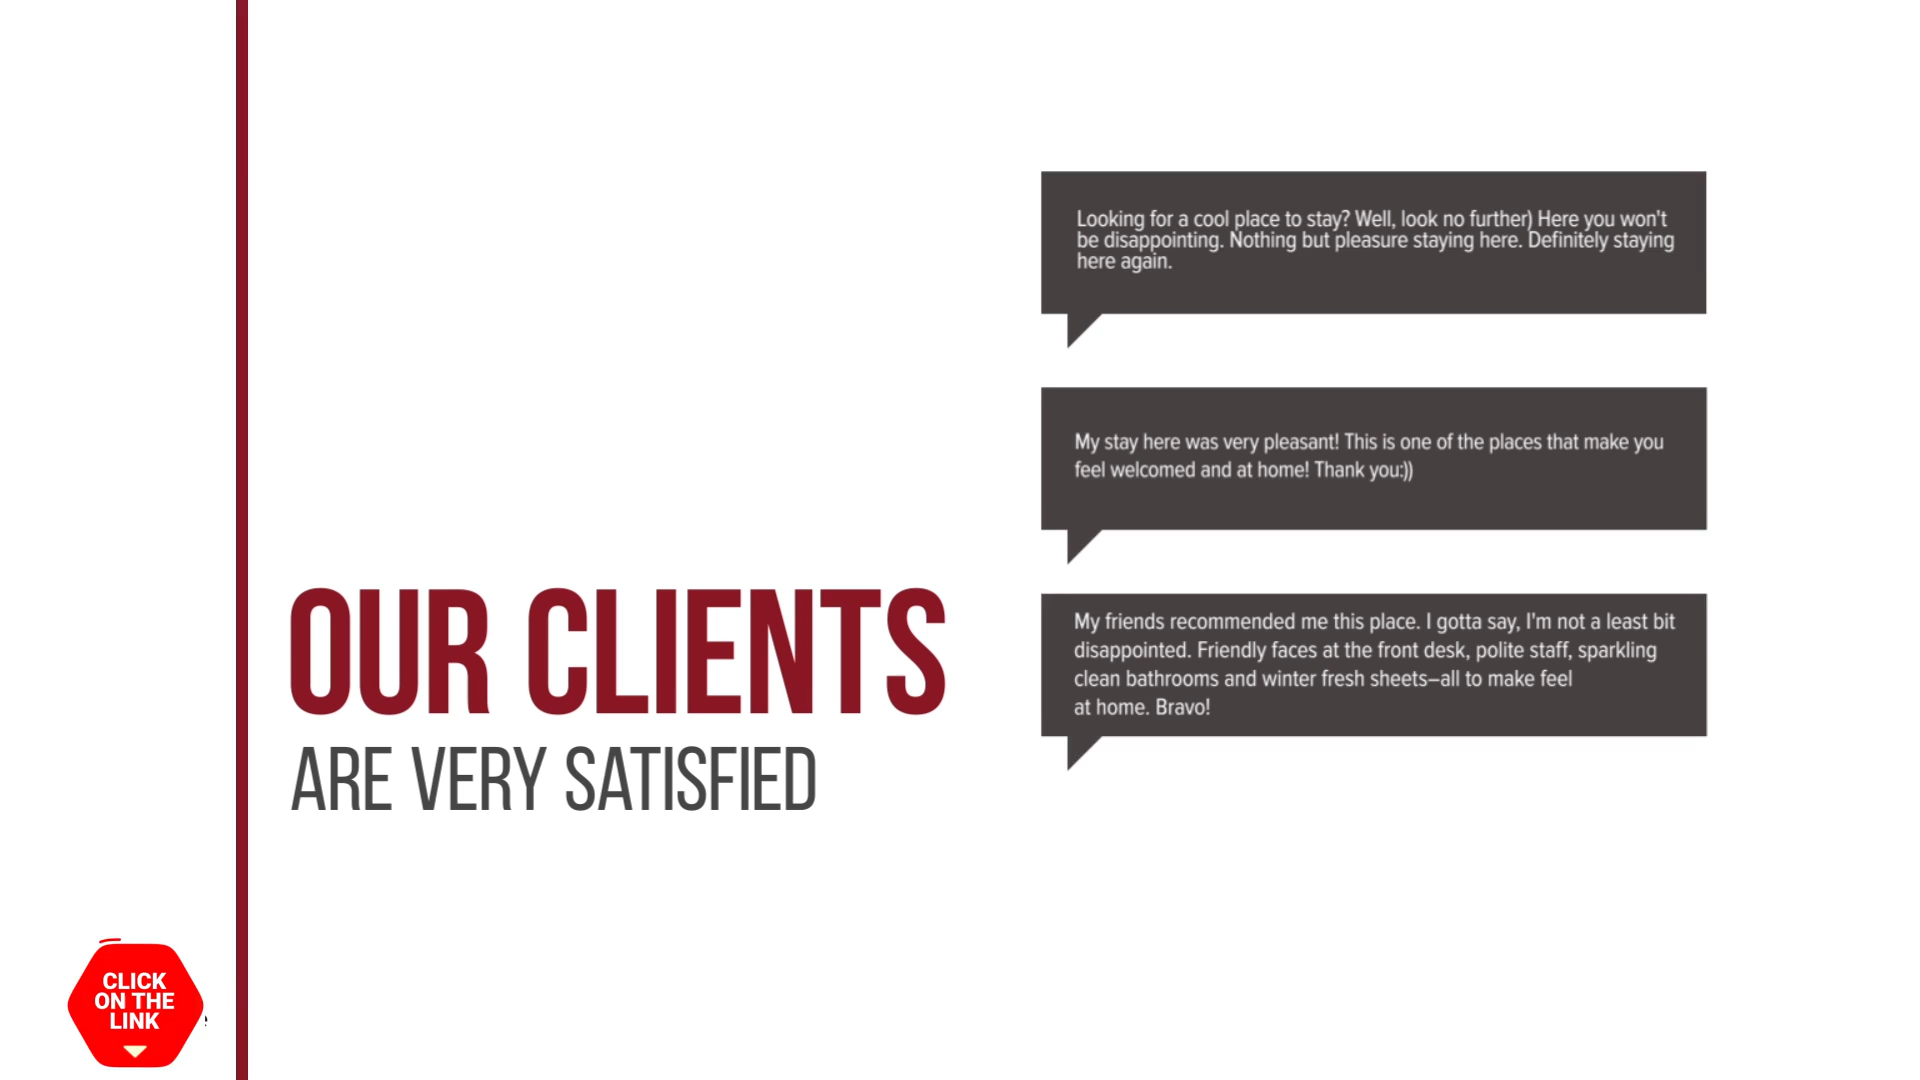 Looking for a cool place to stay? Well, look no further) Here you won't
be disappointing. Nothing but pleasure staying here. Definitely staying
here again.
My stay here was very pleasant! This is one of the places that make you
feel welcomed and at home! Thank you:))
My friends recommended me this place. I gotta say, I'm not a least bit
disappointed. Friendly faces at the front desk, polite staff, sparkling
clean bathrooms and winter fresh sheets–all to make feel
at home. Bravo!
OUR CLIENTS
ARE VERY SATISFIED
CLICK
ON THE
LINK